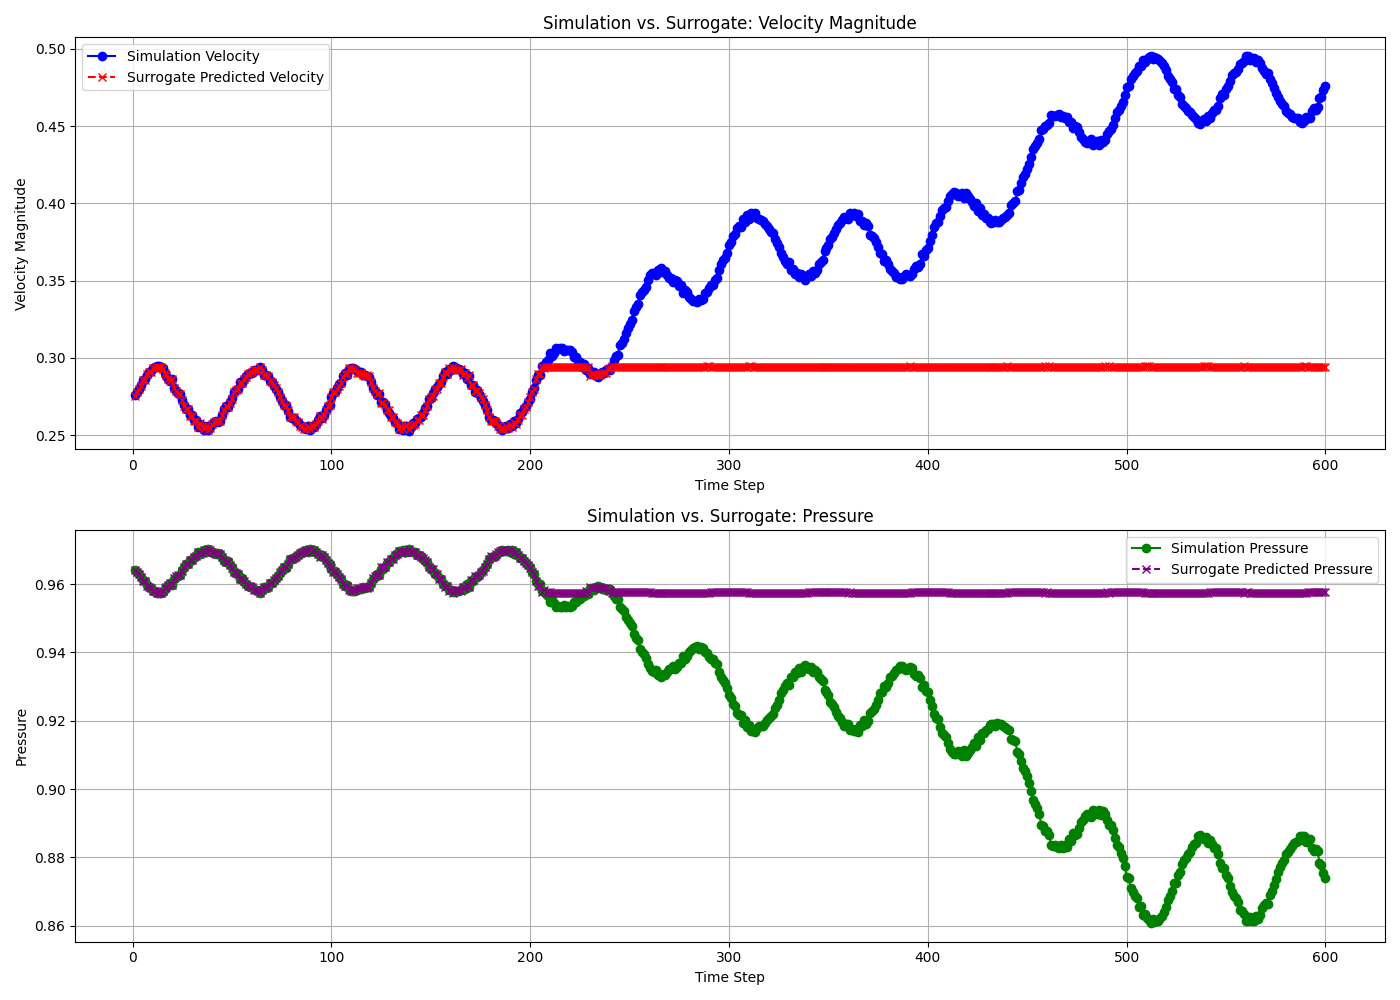 Simulation vs. Surrogate: Velocity Magnitude
Simulation Velocity
Surrogate Predicted Velocity
Velocity Magnitude
0.50
0.45
0.40
0.35
0.30
0.25
0 100 200 300 400 500 600
Time Step
Simulation vs. Surrogate: Pressure
Simulation Pressure
Surrogate Predicted Pressure
Pressure
0.96
0.94
0.92
0.90
0.88
0.86
0 100 200 300 400 500 600
Time Step